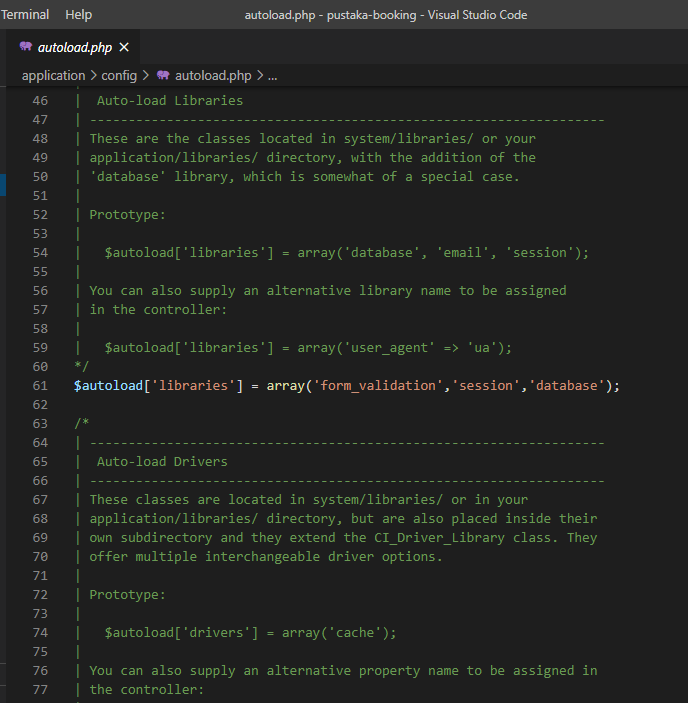 Terminal Help autoload.php - pustaka-booking - Visual Studio Code
autoload.php ×
application > config > autoload.php > ...
46 |  Auto-load Libraries
47 | -------------------------------------------------------------------
48 | These are the classes located in system/libraries/ or your
49 | application/libraries/ directory, with the addition of the
50 | 'database' library, which is somewhat of a special case.
51 |
52 | Prototype:
53 |
54 |   $autoload['libraries'] = array('database', 'email', 'session');
55 |
56 | You can also supply an alternative library name to be assigned
57 | in the controller:
58 |
59 |   $autoload['libraries'] = array('user_agent' => 'ua');
60 */
61 $autoload['libraries'] = array('form_validation','session','database');
62
63 /*
64 | -------------------------------------------------------------------
65 |  Auto-load Drivers
66 | -------------------------------------------------------------------
67 | These classes are located in system/libraries/ or in your
68 | application/libraries/ directory, but are also placed inside their
69 | own subdirectory and they extend the CI_Driver_Library class. They
70 | offer multiple interchangeable driver options.
71 |
72 | Prototype:
73 |
74 |   $autoload['drivers'] = array('cache');
75 |
76 | You can also supply an alternative property name to be assigned in
77 | the controller: